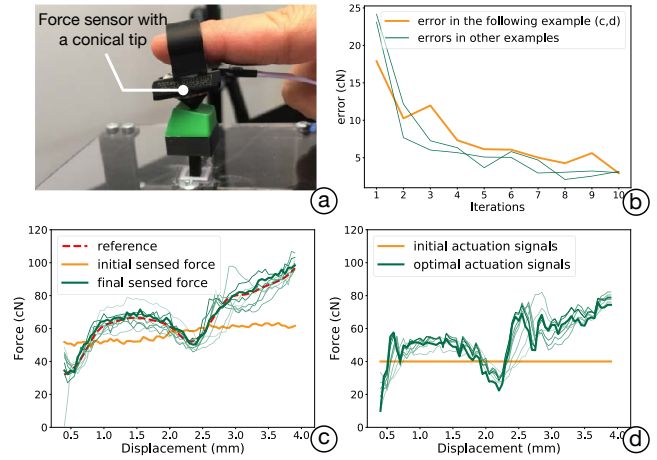 Force sensor with
a conical tip
a
error (cN)
25
20
15
10
5
error in the following example (c,d)
errors in other examples
1 2 3 4 5 6 7 8 9 10
Iterations
b
Force (cN)
120
100
80
60
40
20
0
reference
initial sensed force
final sensed force
0.5 1.0 1.5 2.0 2.5 3.0 3.5 4.0
Displacement (mm)
c
Force (cN)
120
100
80
60
40
20
0
initial actuation signals
optimal actuation signals
0.5 1.0 1.5 2.0 2.5 3.0 3.5 4.0
Displacement (mm)
d